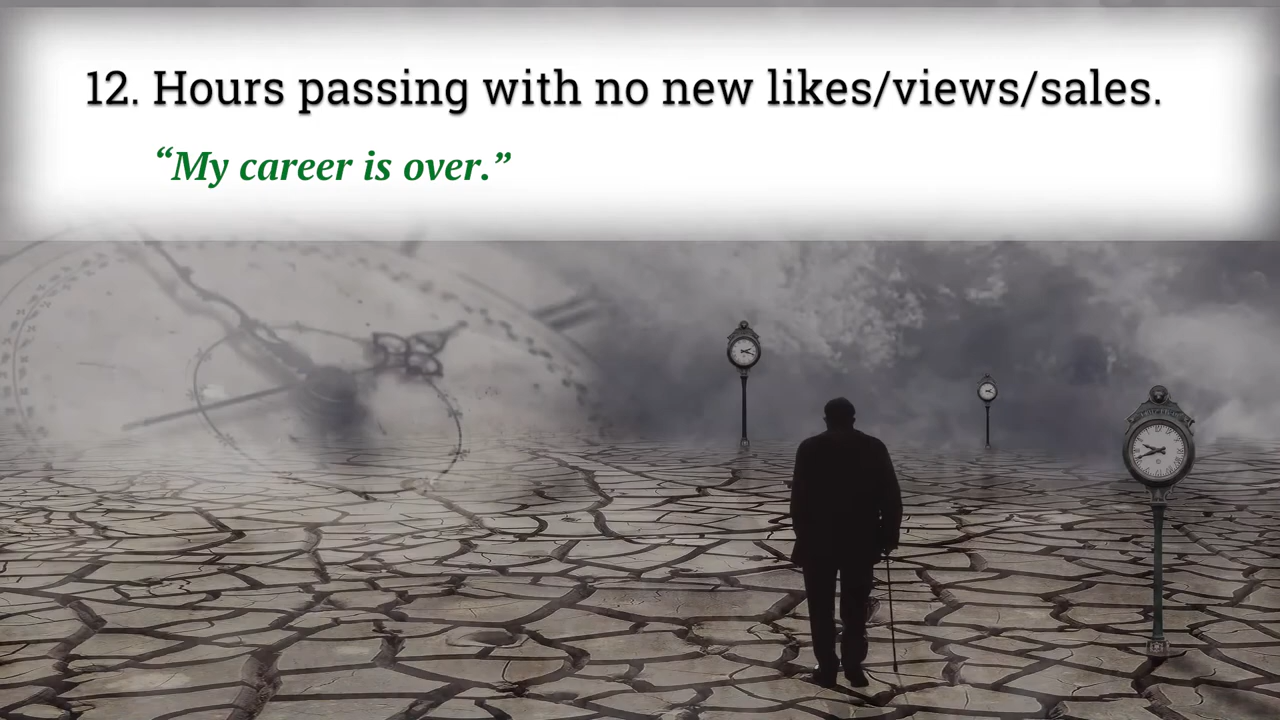 12. Hours passing with no new likes/views/sales.
“My career is over.”